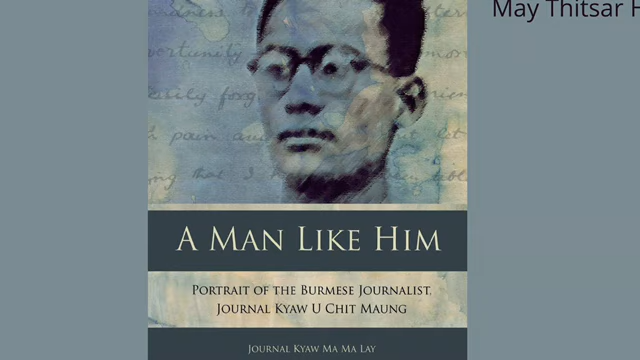 May Thitsar H
A MAN LIKE HIM
PORTRAIT OF THE BURMESE JOURNALIST,
JOURNAL KYAW U CHIT MAUNG
JOURNAL KYAW MA MA LAY